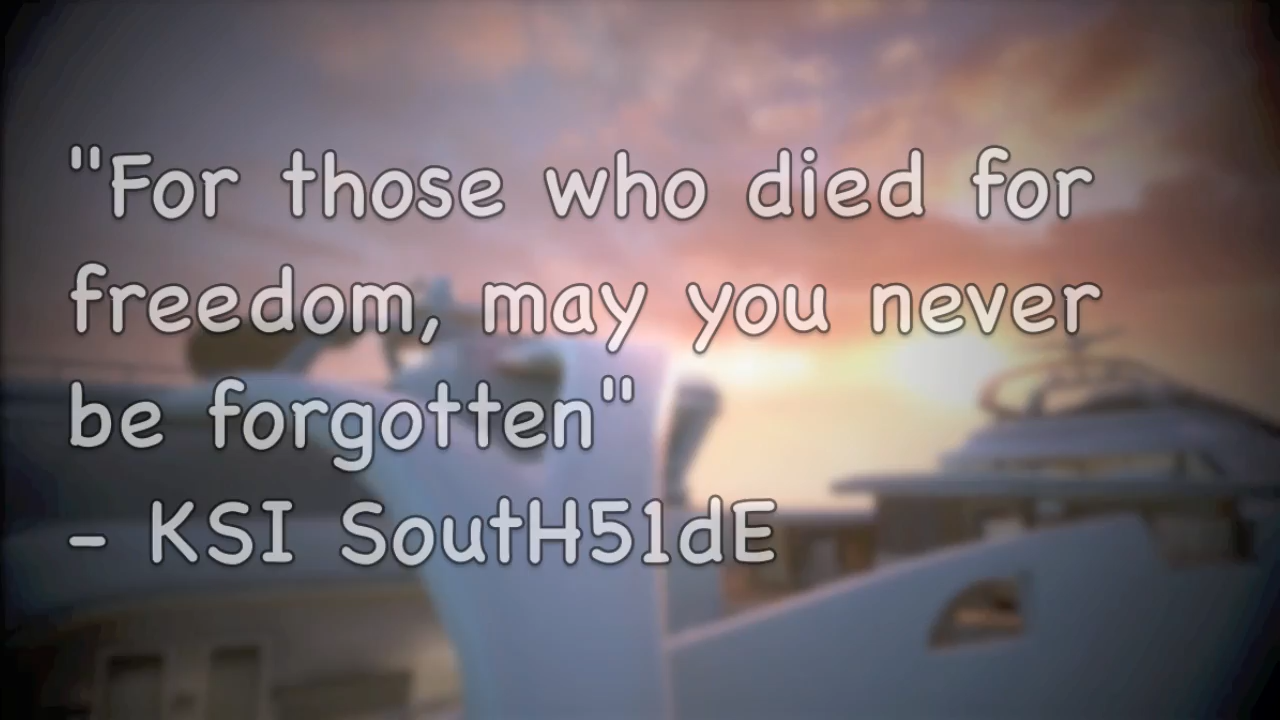 "For those who died for
freedom, may you never
be forgotten"
- KSI SoutH51dE